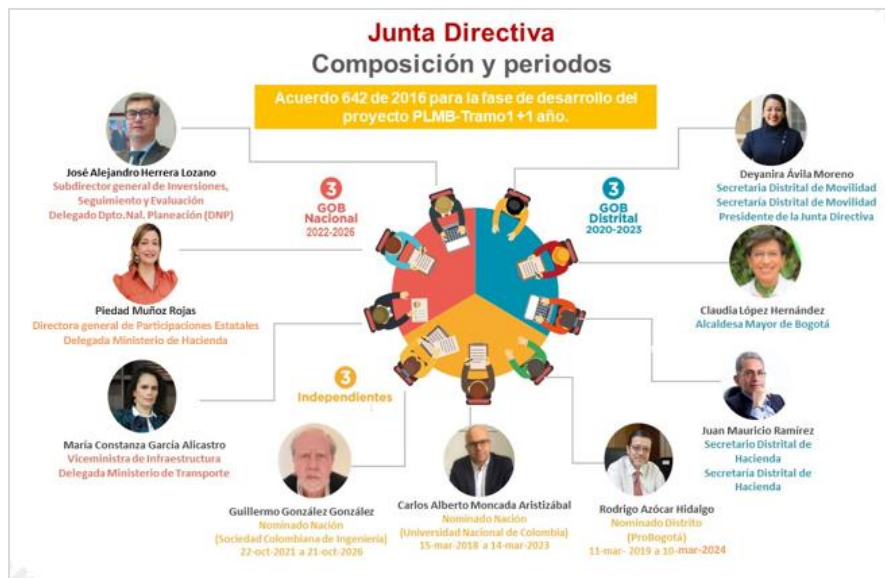 Junta Directiva
Composición y periodos
Acuerdo 642 de 2016 para la fase de desarrollo del
proyecto PLMB-Tramo1 +1 año.
José Alejandro Herrera Lozano
Subdirector general de Inversiones,
Seguimiento y Evaluación
Delegado Dpto.Nal. Planeación (DNP)
3
GOB
Nacional
2022-2026
3
GOB
Distrital
2020-2023
Deyanira Ávila Moreno
Secretaria Distrital de Movilidad
Secretaría Distrital de Movilidad
Presidente de la Junta Directiva
Piedad Muñoz Rojas
Directora general de Participaciones Estatales
Delegada Ministerio de Hacienda
Claudia López Hernández
Alcaldesa Mayor de Bogotá
3
Independientes
María Constanza García Alicastro
Viceministra de Infraestructura
Delegada Ministerio de Transporte
Juan Mauricio Ramírez
Secretario Distrital de
Hacienda
Secretaría Distrital de
Hacienda
Guillermo González González
Nominado Nación
(Sociedad Colombiana de Ingeniería)
22-oct-2021 a 21-oct-2026
Carlos Alberto Moncada Aristizábal
Nominado Nación
(Universidad Nacional de Colombia)
15-mar-2018 a 14-mar-2023
Rodrigo Azócar Hidalgo
Nominado Distrito
(ProBogotá)
11-mar- 2019 a 10-mar-2024